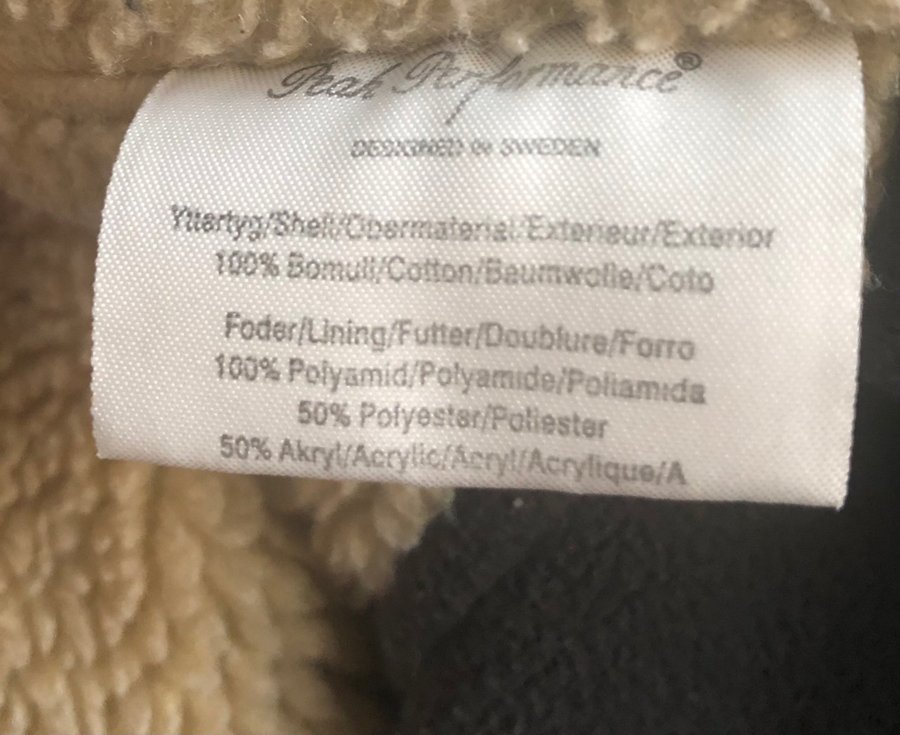 Peak Performance®
DESIGNED IN SWEDEN
Yttertyg/Shell/Obermaterial/Exterieur/Exterior
100% Bomull/Cotton/Baumwolle/Coto
Foder/Lining/Futter/Doublure/Forro
100% Polyamid/Polyamide/Poliamida
50% Polyester/Poliester
50% Akryl/Acrylic/Acryl/Acrylique/A